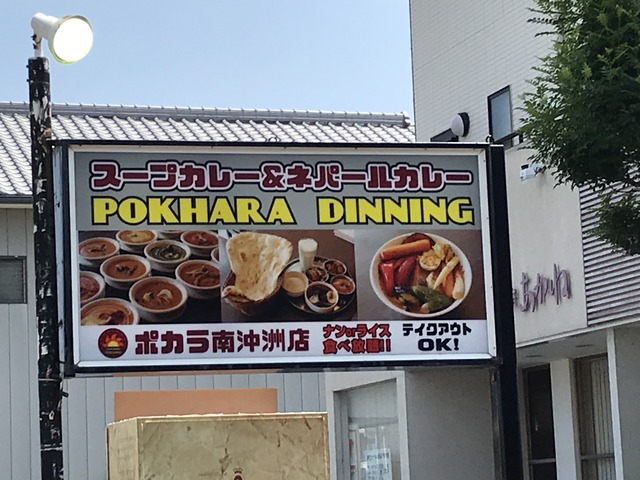 スープカレー&ネパールカレー
POKHARA DINNING
ポカラ南沖洲店
ナンorライス
食べ放題!!
テイクアウト
OK!